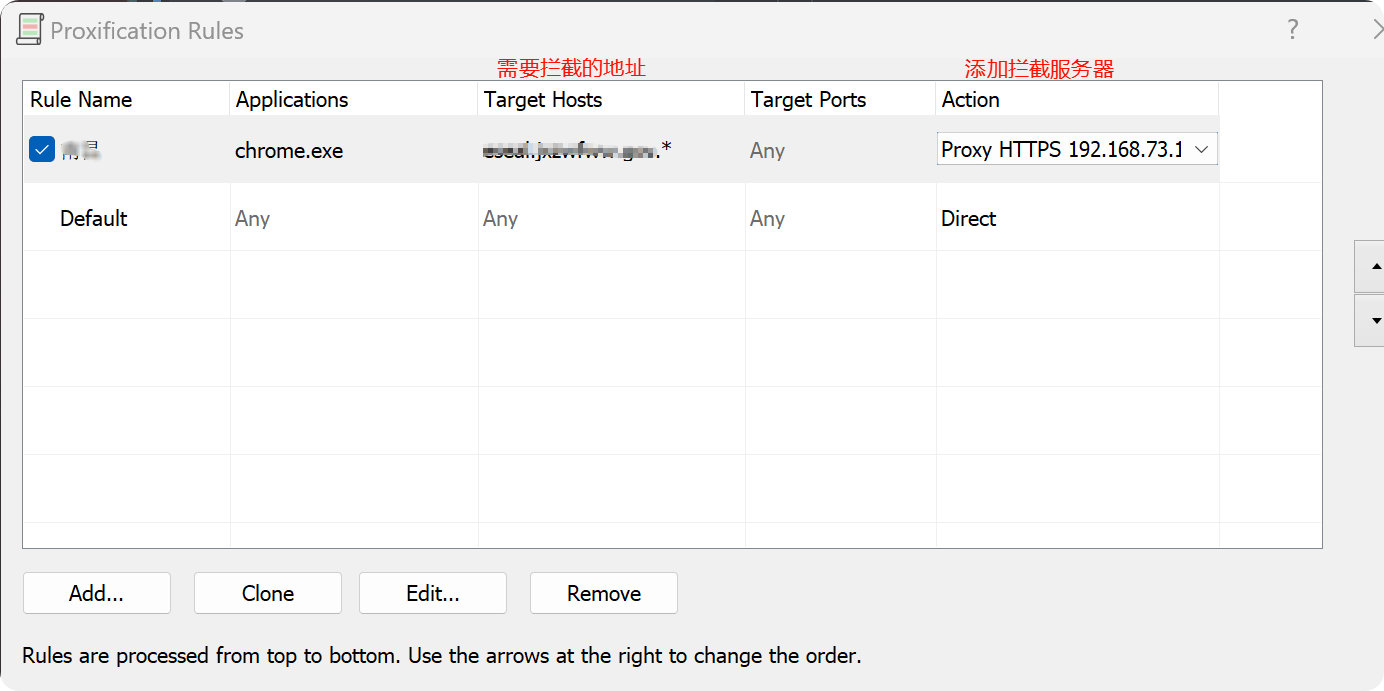 Proxification Rules
?
需要拦截的地址
添加拦截服务器
Rule Name Applications Target Hosts Target Ports Action
chrome.exe .* Any Proxy HTTPS 192.168.73.1
Default Any Any Any Direct
Add... Clone Edit... Remove
Rules are processed from top to bottom. Use the arrows at the right to change the order.